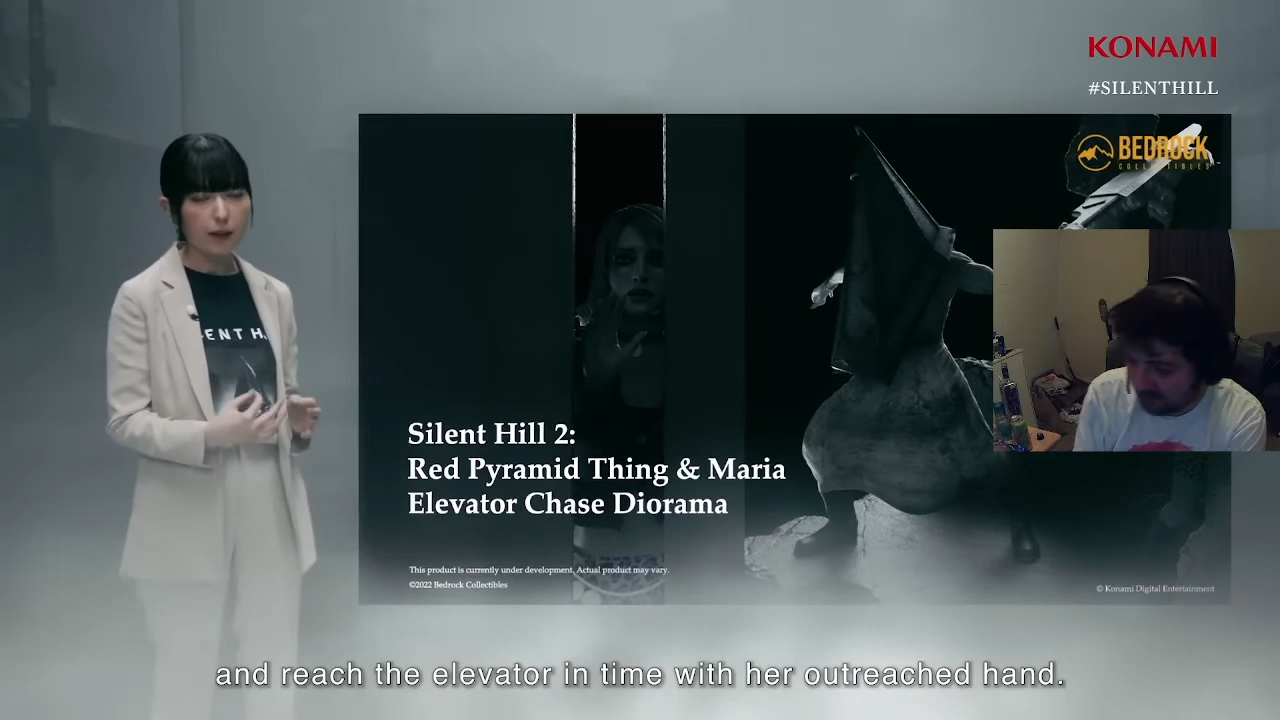 KONAMI
#SILENTHILL
BEDROCK
COLLECTIBLES
ENT H
Silent Hill 2:
Red Pyramid Thing & Maria
Elevator Chase Diorama
This product is currently under development. Actual product may vary.
©2022 Bedrock Collectibles
© Konami Digital Entertainment
and reach the elevator in time with her outreached hand.